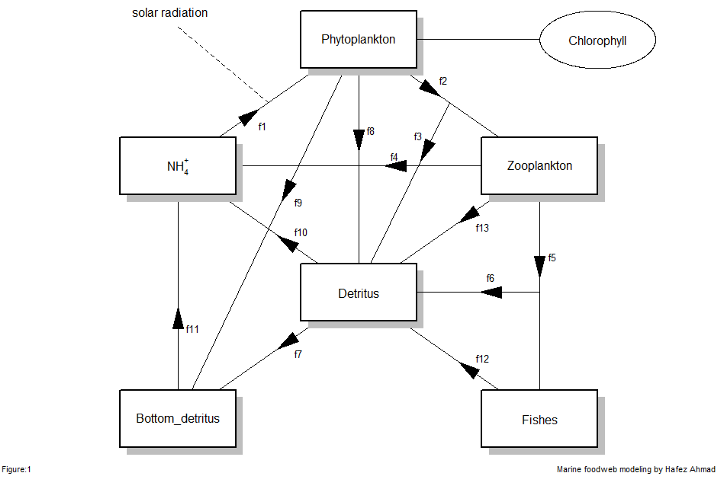 solar radiation
Phytoplankton
Chlorophyll
f2
f1
f8
f3
NH4+
f4
Zooplankton
f9
f10
f13
f5
f6
Detritus
f11
f7
f12
Bottom_detritus
Fishes
Figure:1
Marine foodweb modeling by Hafez Ahmad